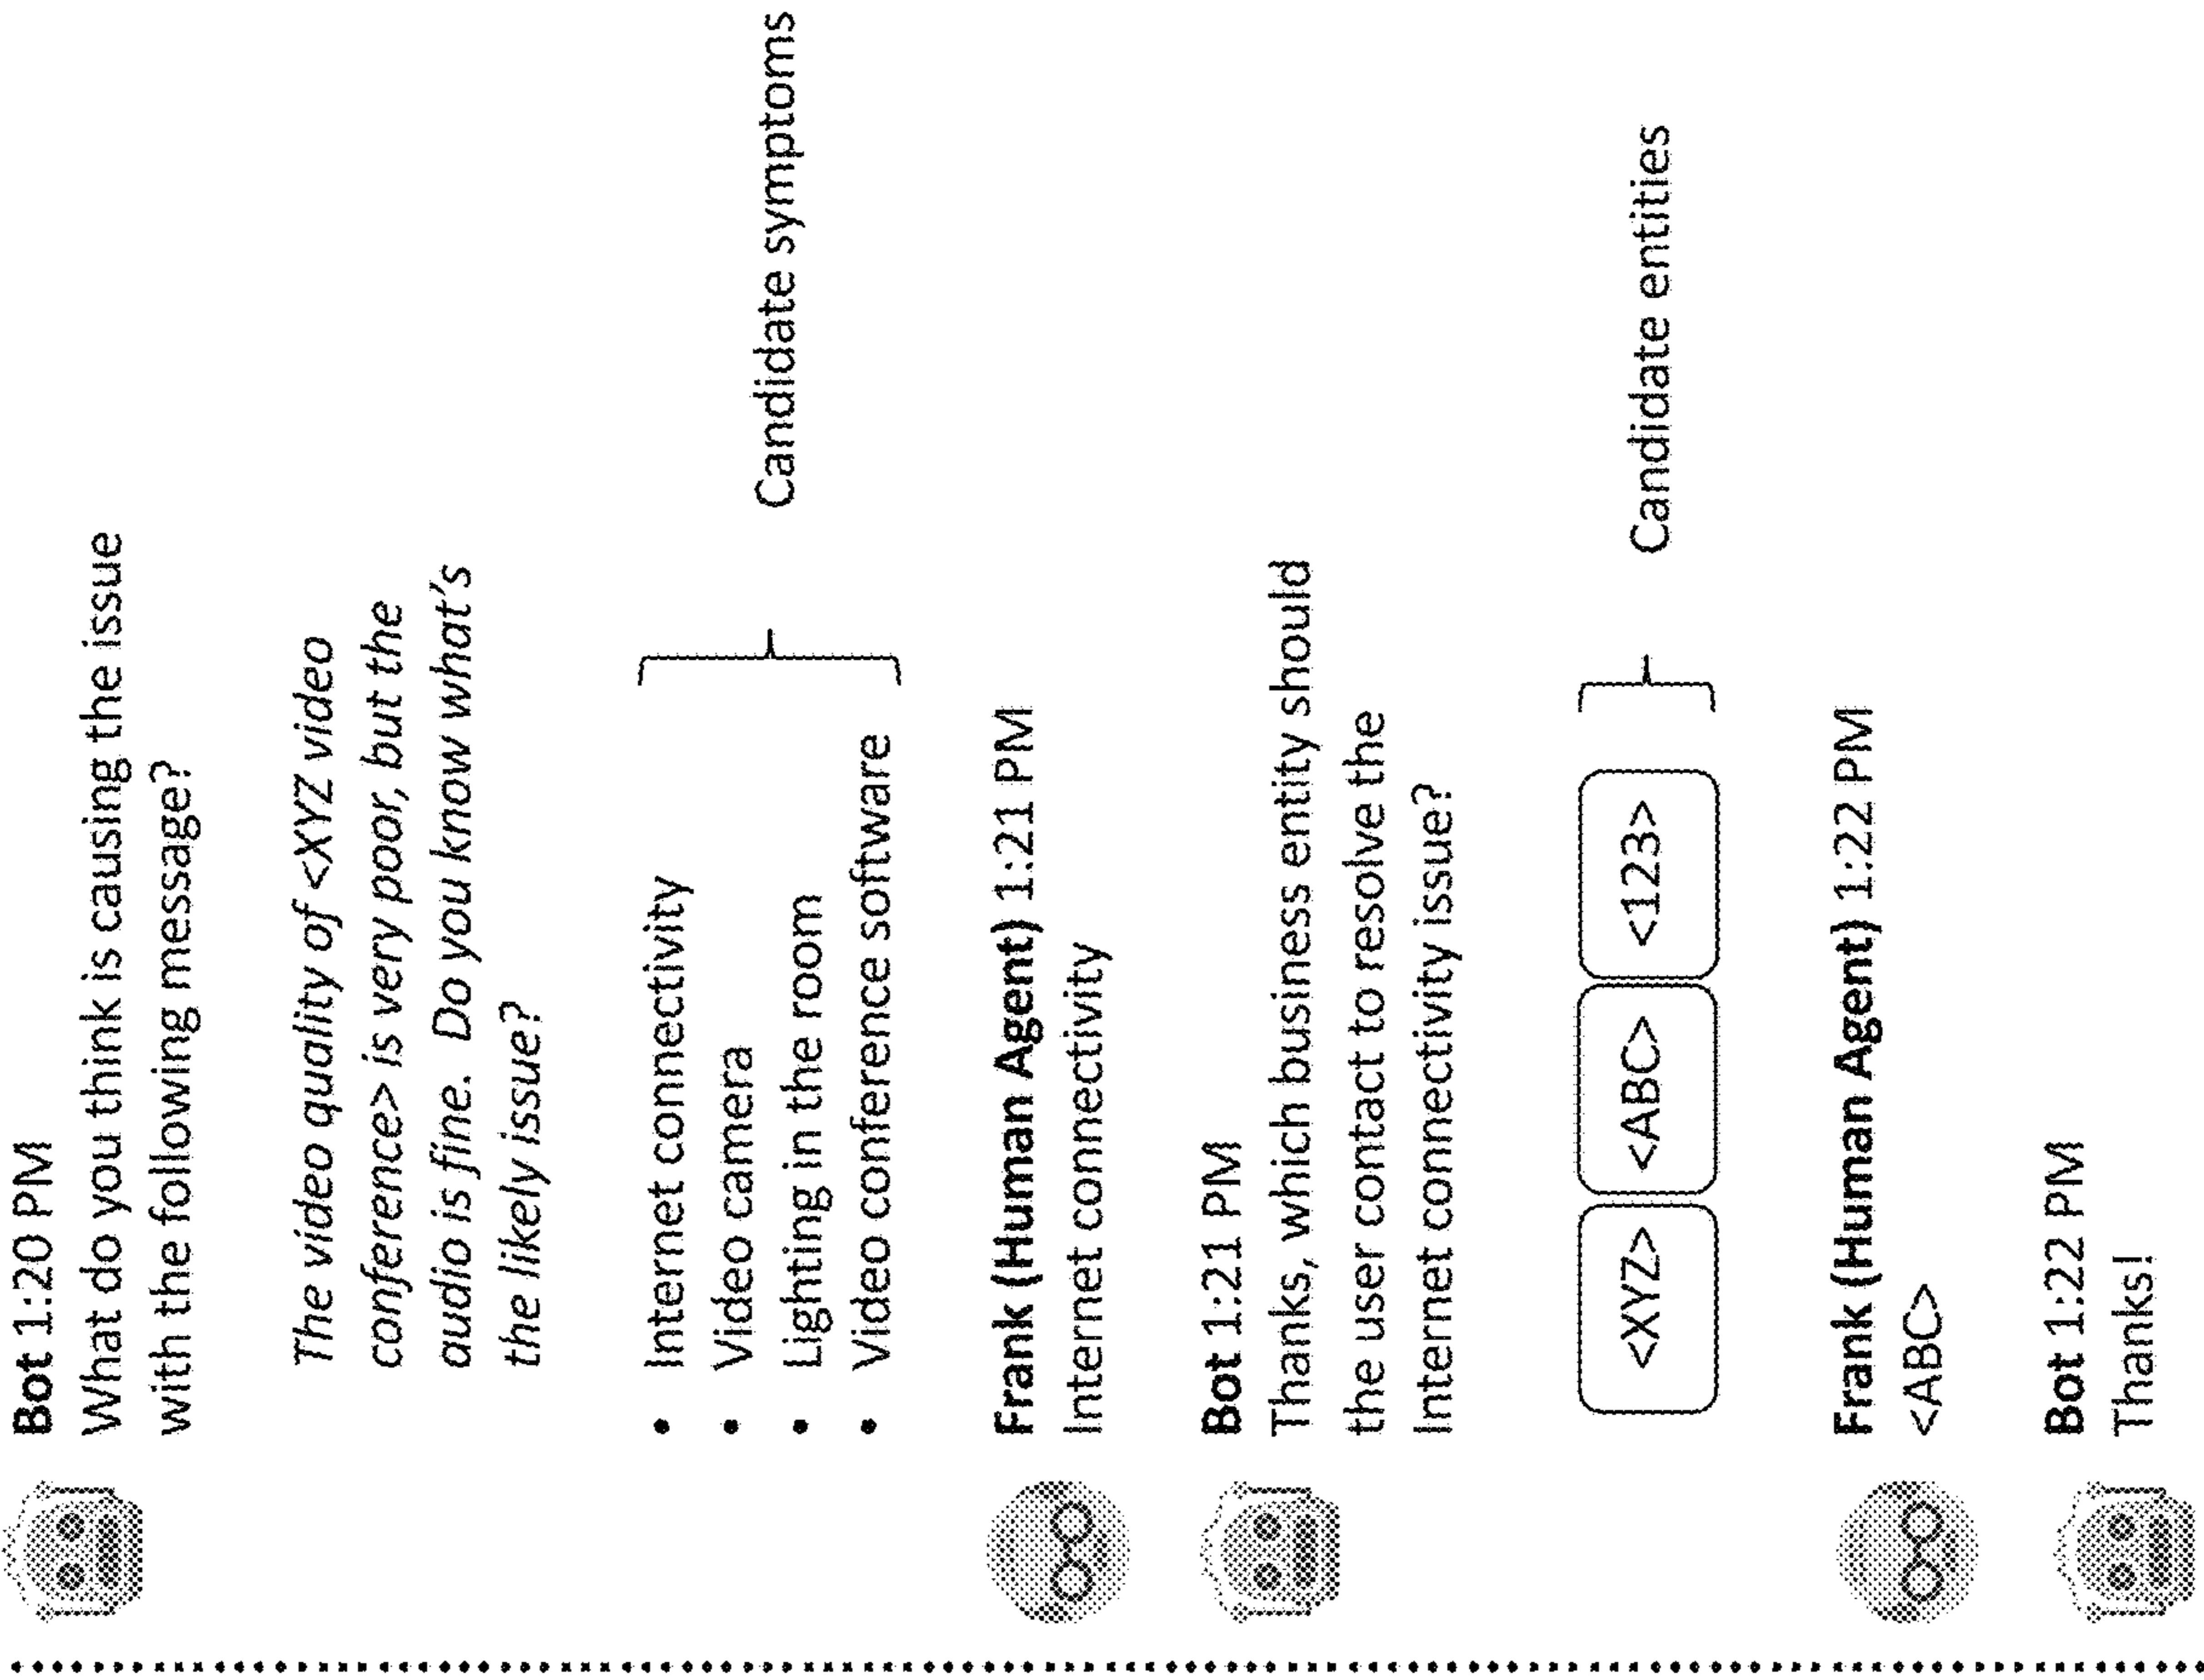 Bot 1:20 PM
What do you think is causing the issue
with the following message?
The video quality of <XYZ video
conference> is very poor, but the
audio is fine.  Do you know what's
the likely issue?
• Internet connectivity
• Video camera
• Lighting in the room
• Video conference software
Candidate symptoms
Frank (Human Agent) 1:21 PM
Internet connectivity
Bot 1:21 PM
Thanks, which business entity should
the user contact to resolve the
Internet connectivity issue?
<XYZ> <ABC> <123>
Candidate entities
Frank (Human Agent) 1:22 PM
<ABC>
Bot 1:22 PM
Thanks!